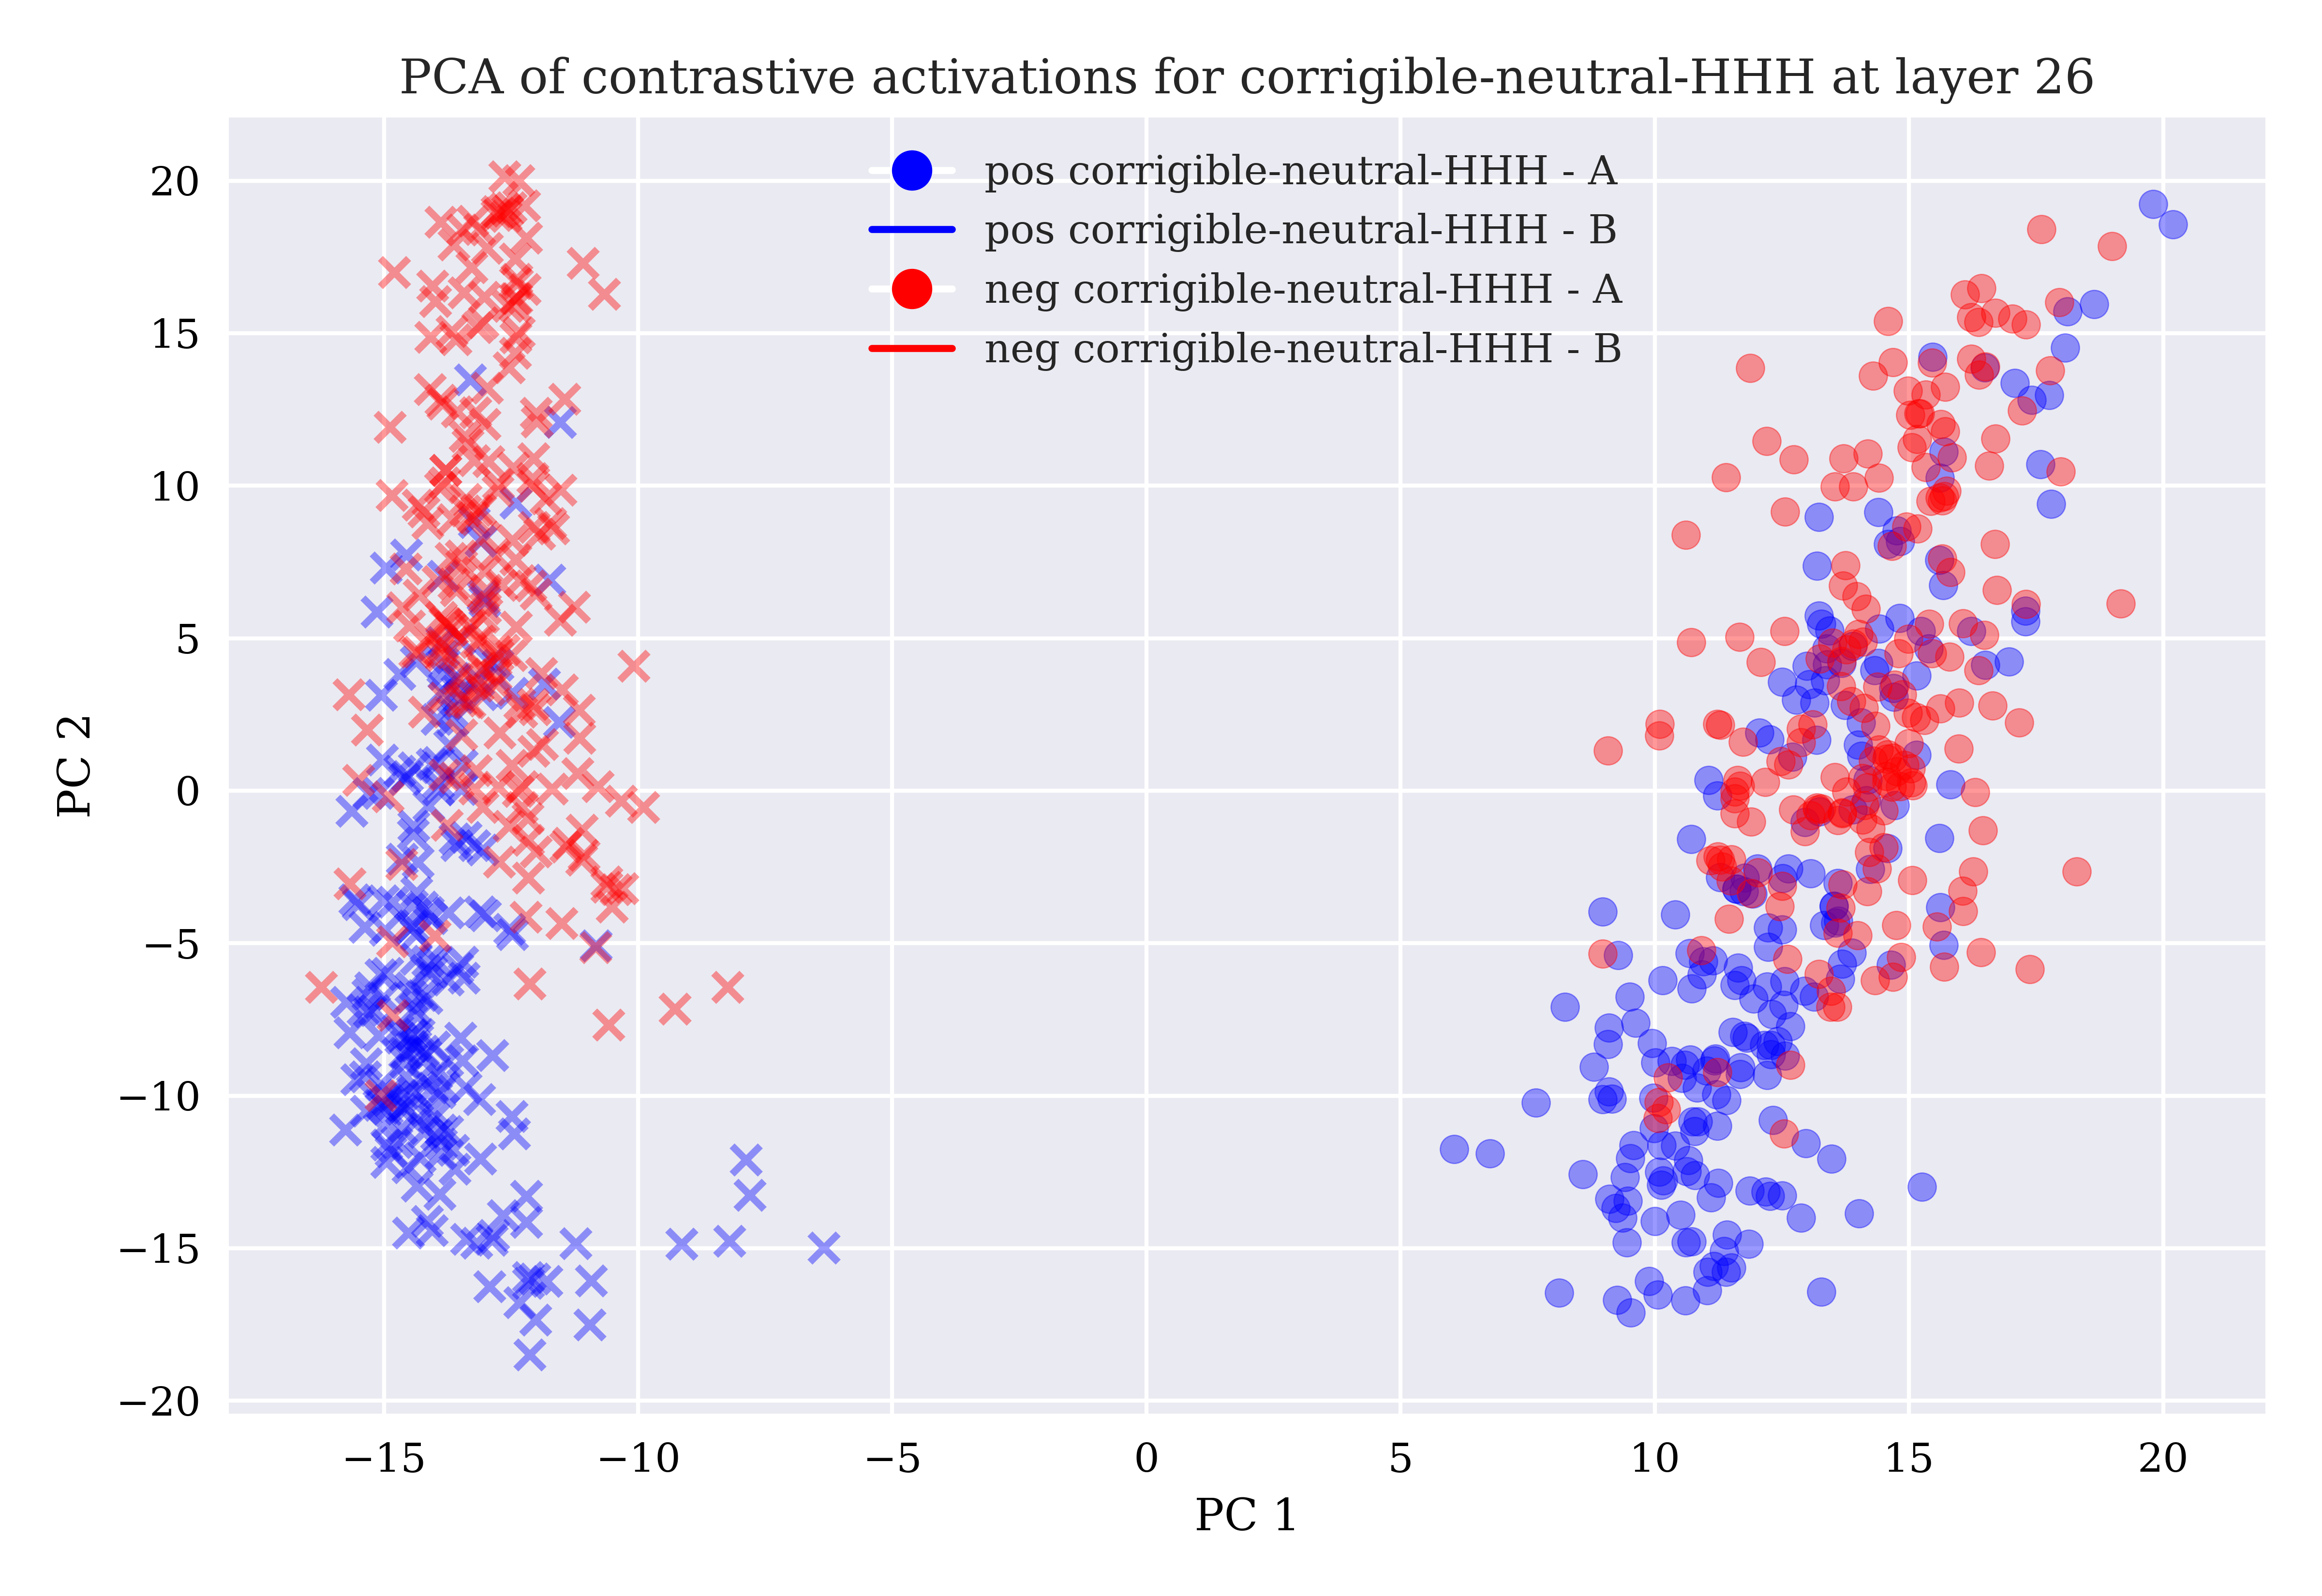 PCA of contrastive activations for corrigible-neutral-HHH at layer 26
pos corrigible-neutral-HHH - A
pos corrigible-neutral-HHH - B
neg corrigible-neutral-HHH - A
neg corrigible-neutral-HHH - B
20
15
10
5
0
−5
−10
−15
−20
PC 2
−15 −10 −5 0 5 10 15 20
PC 1